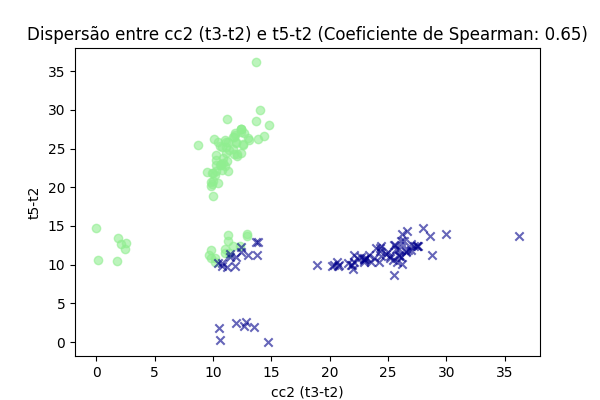 Dispersão entre cc2 (t3-t2) e t5-t2 (Coeficiente de Spearman: 0.65)
35
30
25
20
15
10
5
0
t5-t2
0 5 10 15 20 25 30 35
cc2 (t3-t2)